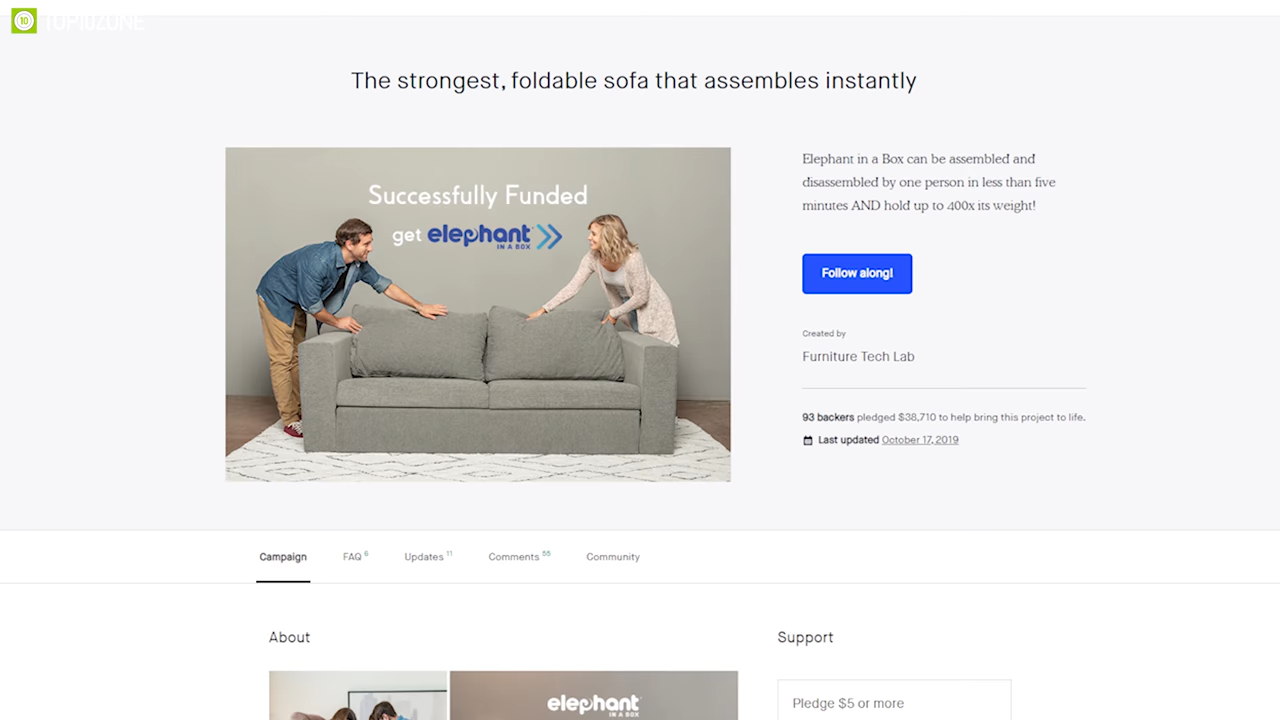 TOP10ZONE
The strongest, foldable sofa that assembles instantly
Successfully Funded
get elephant
IN A BOX
Elephant in a Box can be assembled and
disassembled by one person in less than five
minutes AND hold up to 400x its weight!
Follow along!
Created by
Furniture Tech Lab
93 backers pledged $38,710 to help bring this project to life.
Last updated October 17, 2019
Campaign
FAQ 6
Updates 11
Comments 55
Community
About
Support
elephant
IN A BOX
Pledge $5 or more